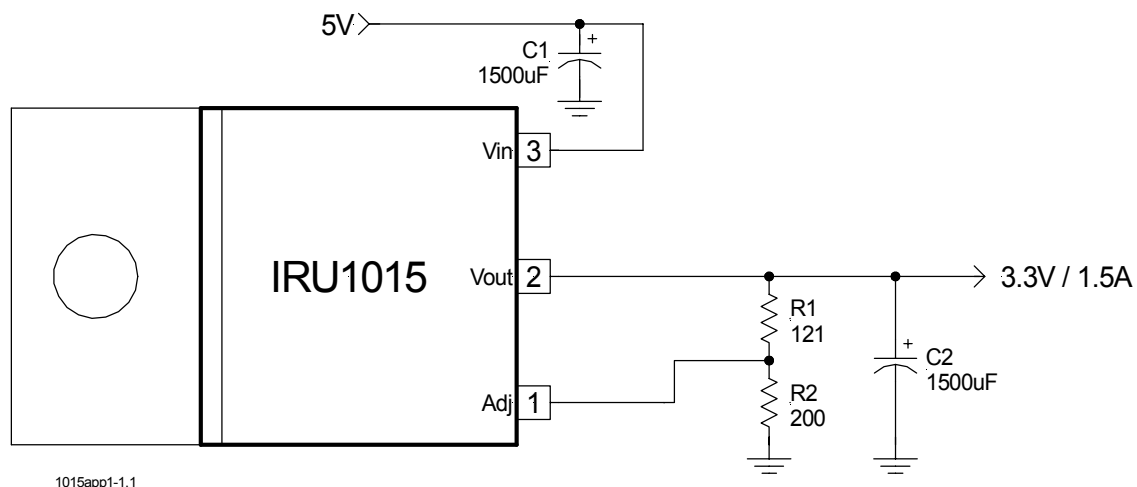 5V
C1
+
1500uF
Vin 3
IRU1015
Vout 2
3.3V / 1.5A
R1
121
+
C2
1500uF
Adj 1
R2
200
1015app1-1.1